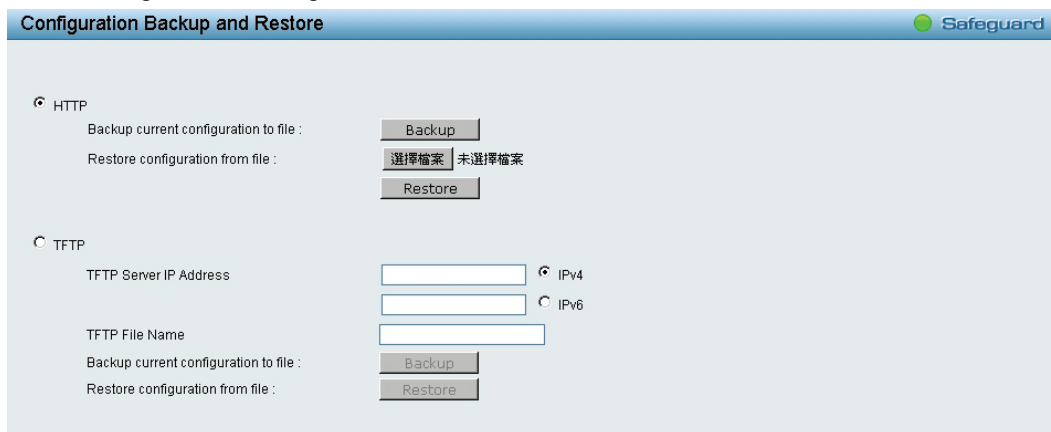 Configuration Backup and Restore
Safeguard
HTTP
Backup current configuration to file :
Backup
Restore configuration from file :
選擇檔案 未選擇檔案
Restore
TFTP
TFTP Server IP Address
IPv4
IPv6
TFTP File Name
Backup current configuration to file :
Backup
Restore configuration from file :
Restore